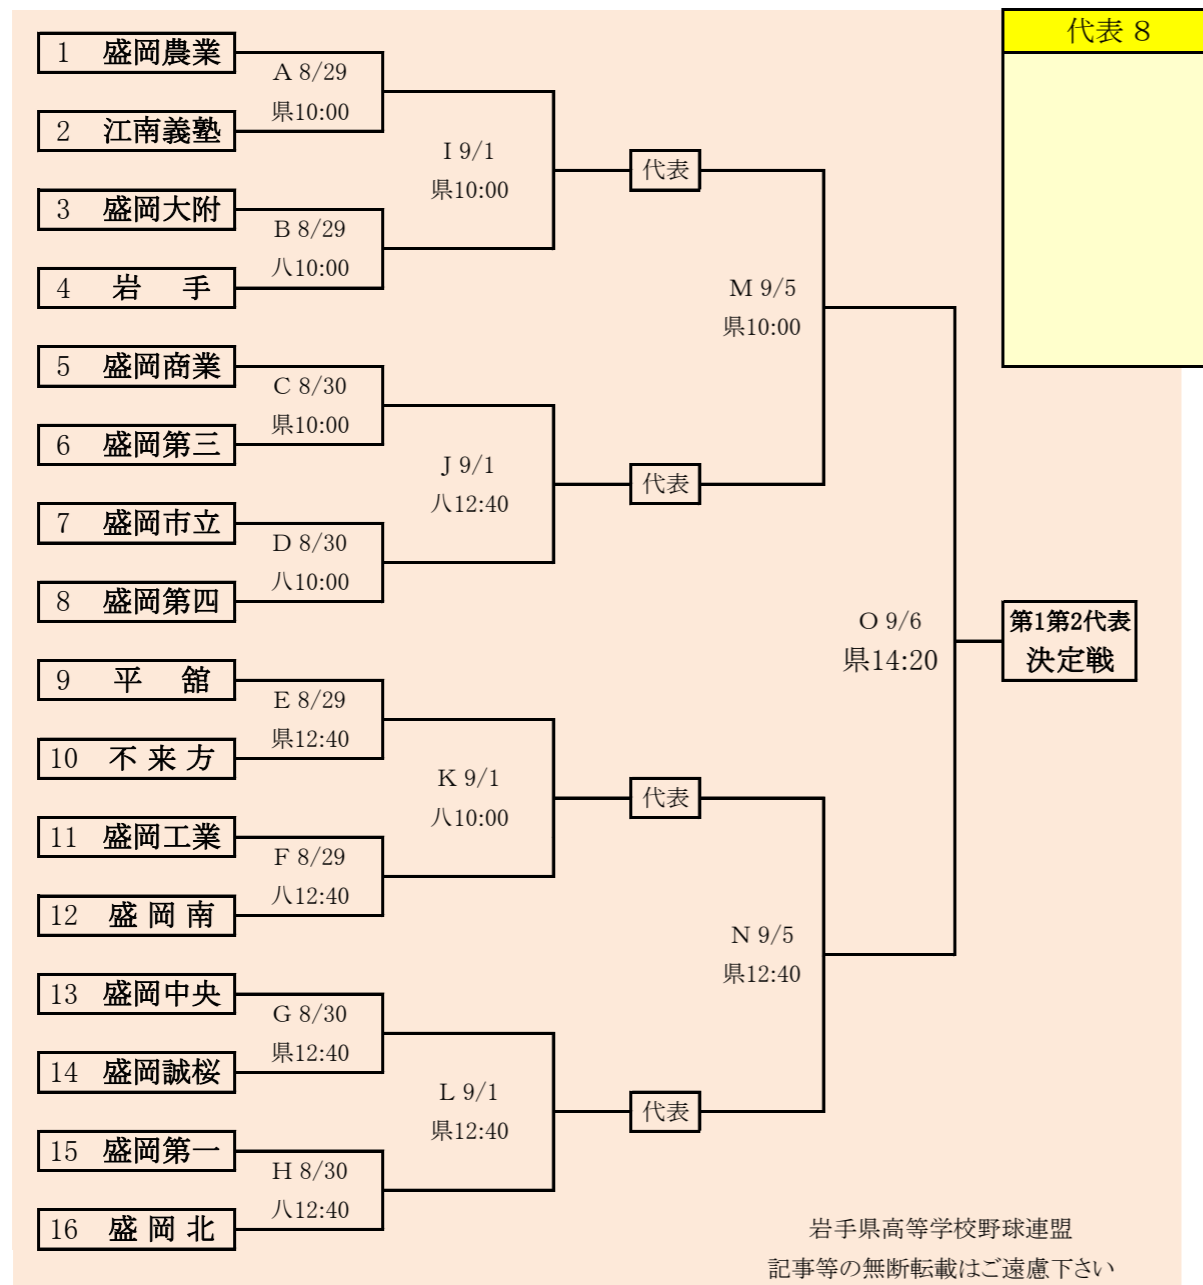 代表 8
1 盛岡農業
A 8/29
県10:00
2 江南義塾
I 9/1
県10:00
代表
3 盛岡大附
B 8/29
八10:00
4 岩 手
M 9/5
県10:00
5 盛岡商業
C 8/30
県10:00
6 盛岡第三
J 9/1
八12:40
代表
7 盛岡市立
D 8/30
八10:00
8 盛岡第四
O 9/6
県14:20
第1第2代表
決定戦
9 平 舘
E 8/29
県12:40
10 不 来 方
K 9/1
八10:00
代表
11 盛岡工業
F 8/29
八12:40
12 盛 岡 南
N 9/5
県12:40
13 盛岡中央
G 8/30
県12:40
14 盛岡誠桜
L 9/1
県12:40
代表
15 盛岡第一
H 8/30
八12:40
16 盛 岡 北
岩手県高等学校野球連盟
記事等の無断転載はご遠慮下さい